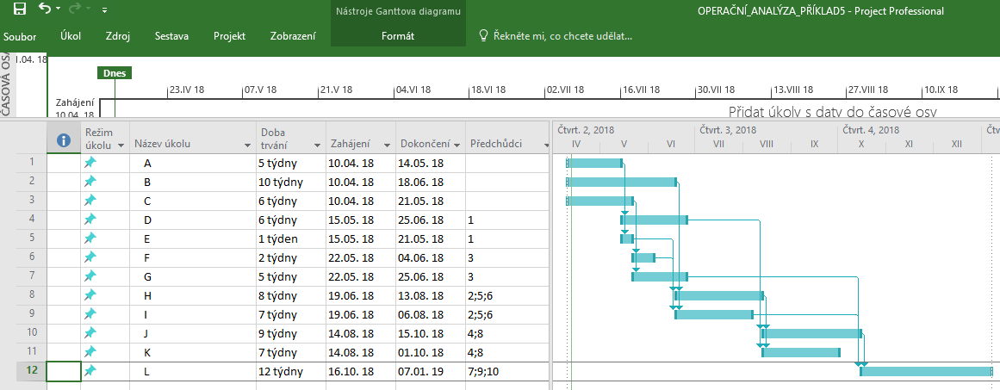 Nástroje Ganttova diagramu
OPERAČNÍ_ANALÝZA_PŘÍKLAD5 - Project Professional
Soubor Úkol Zdroj Sestava Projekt Zobrazení Formát Řekněte mi, co chcete udělat...
1.04. 18
Dnes
23.IV 18 07.V 18 21.V 18 04.VI 18 18.VI 18 02.VII 18 16.VII 18 30.VII 18 13.VIII 18 27.VIII 18 10.IX 18
ČASOVÁ OSA
Zahájení
10.04. 18
Přidat úkoly s daty do časové osy
Režim úkolu Název úkolu Doba trvání Zahájení Dokončení Předchůdci
Čtvrt. 2, 2018 Čtvrt. 3, 2018 Čtvrt. 4, 2018 Čtvr
IV V VI VII VIII IX X XI XII
1 A 5 týdny 10.04. 18 14.05. 18
2 B 10 týdny 10.04. 18 18.06. 18
3 C 6 týdny 10.04. 18 21.05. 18
4 D 6 týdny 15.05. 18 25.06. 18 1
5 E 1 týden 15.05. 18 21.05. 18 1
6 F 2 týdny 22.05. 18 04.06. 18 3
7 G 5 týdny 22.05. 18 25.06. 18 3
8 H 8 týdny 19.06. 18 13.08. 18 2;5;6
9 I 7 týdny 19.06. 18 06.08. 18 2;5;6
10 J 9 týdny 14.08. 18 15.10. 18 4;8
11 K 7 týdny 14.08. 18 01.10. 18 4;8
12 L 12 týdny 16.10. 18 07.01. 19 7;9;10